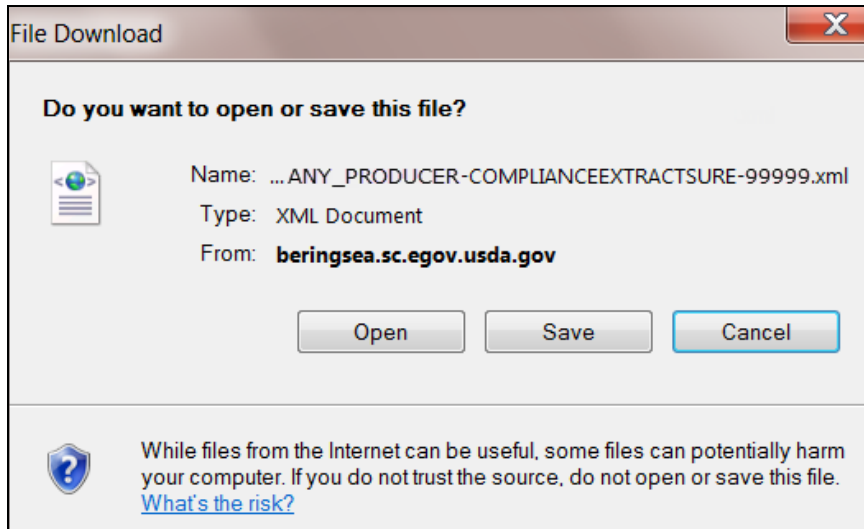 File Download
X
Do you want to open or save this file?
Name: ...ANY_PRODUCER-COMPLIANCEEXTRACTSURE-99999.xml
Type: XML Document
From: beringsea.sc.egov.usda.gov
Open Save Cancel
While files from the Internet can be useful, some files can potentially harm
your computer. If you do not trust the source, do not open or save this file.
What's the risk?